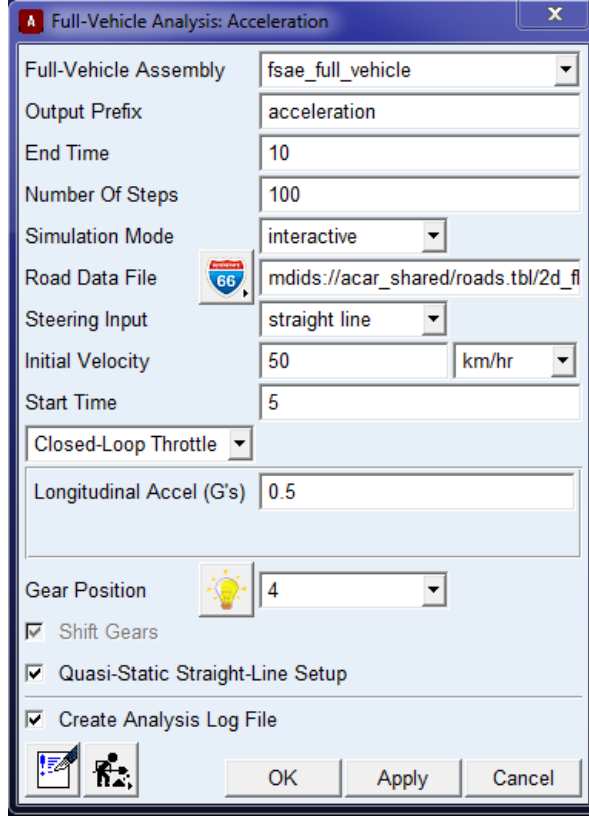 Full-Vehicle Analysis: Acceleration
Full-Vehicle Assembly fsae_full_vehicle
Output Prefix acceleration
End Time 10
Number Of Steps 100
Simulation Mode interactive
Road Data File 66 mdids://acar_shared/roads.tbl/2d_fl
Steering Input straight line
Initial Velocity 50 km/hr
Start Time 5
Closed-Loop Throttle
Longitudinal Accel (G's) 0.5
Gear Position 4
Shift Gears
Quasi-Static Straight-Line Setup
Create Analysis Log File
OK Apply Cancel